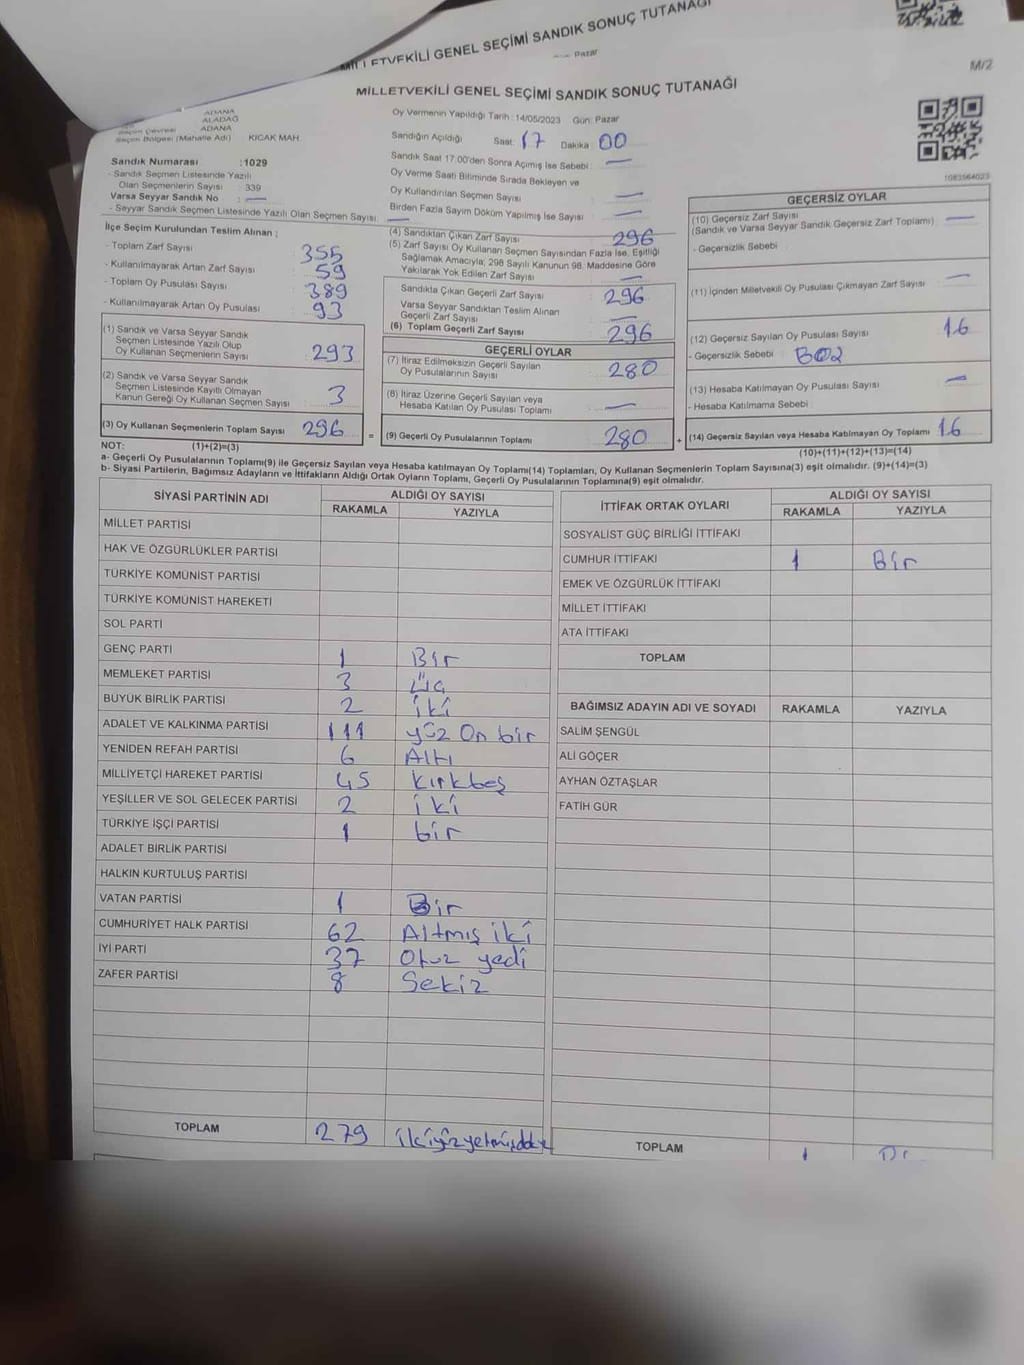 MİLLETVEKİLİ GENEL SEÇİMİ SANDIK SONUÇ TUTANAĞI
Pazar
M/2
MİLLETVEKİLİ GENEL SEÇİMİ SANDIK SONUÇ TUTANAĞI
ADANA
ALADAĞ
Seçim Çevresi ADANA
Seçim Bölgesi (Mahalle Adı) KICAK MAH.
Oy Vermenin Yapıldığı Tarih : 14/05/2023 Gün: Pazar
Sandığın Açıldığı Saat: 17 Dakika: 00
Sandık Saat 17.00'den Sonra Açılmış İse Sebebi : —
Oy Verme Saati Bitiminde Sırada Bekleyen ve
Oy Kullandırılan Seçmen Sayısı —
Birden Fazla Sayım Döküm Yapılmış İse Sayısı —
Sandık Numarası : 1029
- Sandık Seçmen Listesinde Yazılı
Olan Seçmenlerin Sayısı : 339
Varsa Seyyar Sandık No : —
- Seyyar Sandık Seçmen Listesinde Yazılı Olan Seçmen Sayısı: —
İlçe Seçim Kurulundan Teslim Alınan ;
- Toplam Zarf Sayısı 355
- Kullanılmayarak Artan Zarf Sayısı 59
- Toplam Oy Pusulası Sayısı 389
- Kullanılmayarak Artan Oy Pusulası 93
(1) Sandık ve Varsa Seyyar Sandık
Seçmen Listesinde Yazılı Olup
Oy Kullanan Seçmenlerin Sayısı 293
(2) Sandık ve Varsa Seyyar Sandık
Seçmen Listesinde Kayıtlı Olmayan
Kanun Gereği Oy Kullanan Seçmen Sayısı 3
(3) Oy Kullanan Seçmenlerin Toplam Sayısı 296
(4) Sandıktan Çıkan Zarf Sayısı 296
(5) Zarf Sayısı Oy Kullanan Seçmen Sayısından Fazla İse, Eşitliği
Sağlamak Amacıyla; 298 Sayılı Kanunun 98. Maddesine Göre
Yakılarak Yok Edilen Zarf Sayısı —
Sandıkta Çıkan Geçerli Zarf Sayısı 296
Varsa Seyyar Sandıktan Teslim Alınan
Geçerli Zarf Sayısı —
(6) Toplam Geçerli Zarf Sayısı 296
GEÇERLİ OYLAR
(7) İtiraz Edilmeksizin Geçerli Sayılan
Oy Pusulalarının Sayısı 280
(8) İtiraz Üzerine Geçerli Sayılan veya
Hesaba Katılan Oy Pusulası Toplamı —
= (9) Geçerli Oy Pusulalarının Toplamı 280 +
1083564023
GEÇERSİZ OYLAR
(10) Geçersiz Zarf Sayısı
(Sandık ve Varsa Seyyar Sandık Geçersiz Zarf Toplamı) —
- Geçersizlik Sebebi :
(11) İçinden Milletvekili Oy Pusulası Çıkmayan Zarf Sayısı —
(12) Geçersiz Sayılan Oy Pusulası Sayısı 16
- Geçersizlik Sebebi
(13) Hesaba Katılmayan Oy Pusulası Sayısı —
- Hesaba Katılmama Sebebi :
(14) Geçersiz Sayılan veya Hesaba Katılmayan Oy Toplamı 16
NOT: (1)+(2)=(3)
(10)+(11)+(12)+(13)=(14)
a- Geçerli Oy Pusulalarının Toplamı(9) ile Geçersiz Sayılan veya Hesaba katılmayan Oy Toplamı(14) Toplamları, Oy Kullanan Seçmenlerin Toplam Sayısına(3) eşit olmalıdır. (9)+(14)=(3)
b- Siyasi Partilerin, Bağımsız Adayların ve İttifakların Aldığı Ortak Oyların Toplamı, Geçerli Oy Pusulalarının Toplamına(9) eşit olmalıdır.
SİYASİ PARTİNİN ADI ALDIĞI OY SAYISI
RAKAMLA YAZIYLA
MİLLET PARTİSİ
HAK VE ÖZGÜRLÜKLER PARTİSİ
TÜRKİYE KOMÜNİST PARTİSİ
TÜRKİYE KOMÜNİST HAREKETİ
SOL PARTİ
GENÇ PARTİ 1 Bir
MEMLEKET PARTİSİ 3 Üç
BÜYÜK BİRLİK PARTİSİ 2 iki
ADALET VE KALKINMA PARTİSİ 111 yüz On bir
YENİDEN REFAH PARTİSİ 6 Altı
MİLLİYETÇİ HAREKET PARTİSİ 45 Kırkbeş
YEŞİLLER VE SOL GELECEK PARTİSİ 2 iki
TÜRKİYE İŞÇİ PARTİSİ 1 bir
ADALET BİRLİK PARTİSİ
HALKIN KURTULUŞ PARTİSİ
VATAN PARTİSİ 1 Bir
CUMHURİYET HALK PARTİSİ 62 Altmış iki
İYİ PARTİ 37 Otuz yedi
ZAFER PARTİSİ 8 Sekiz
TOPLAM 279
İTTİFAK ORTAK OYLARI ALDIĞI OY SAYISI
RAKAMLA YAZIYLA
SOSYALİST GÜÇ BİRLİĞİ İTTİFAKI
CUMHUR İTTİFAKI 1 Bir
EMEK VE ÖZGÜRLÜK İTTİFAKI
MİLLET İTTİFAKI
ATA İTTİFAKI
TOPLAM
BAĞIMSIZ ADAYIN ADI VE SOYADI RAKAMLA YAZIYLA
SALİM ŞENGÜL
ALİ GÖÇER
AYHAN ÖZTAŞLAR
FATİH GÜR
TOPLAM 1